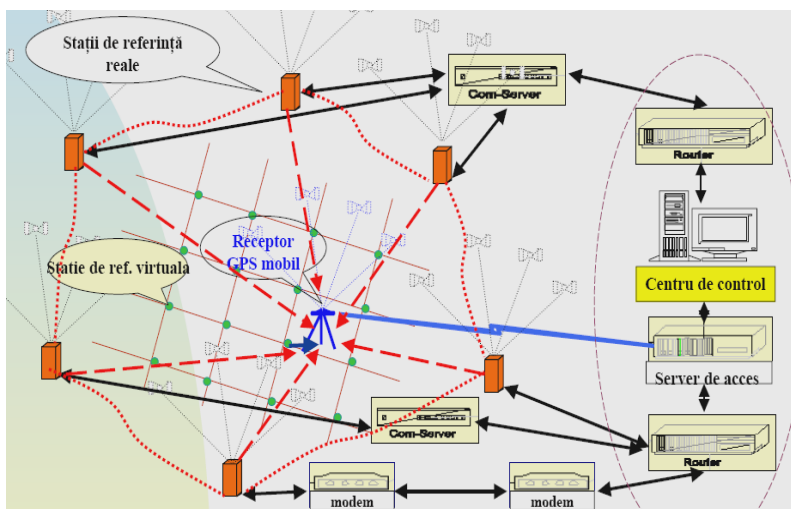 Stații de referință
reale
Com-Server
Router
Receptor
GPS mobil
Statie de ref. virtuala
Centru de control
Server de acces
Com-Server
Router
modem
modem